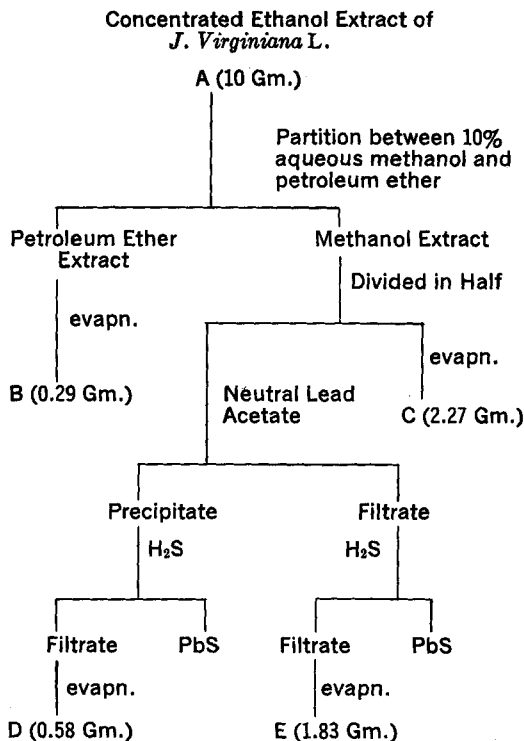 Concentrated Ethanol Extract of
J. Virginiana L.
A (10 Gm.)
Partition between 10%
aqueous methanol and
petroleum ether
Petroleum Ether
Extract
Methanol Extract
Divided in Half
evapn.
evapn.
B (0.29 Gm.)
Neutral Lead
Acetate
C (2.27 Gm.)
Precipitate
Filtrate
H₂S
H₂S
Filtrate
PbS
Filtrate
PbS
evapn.
evapn.
D (0.58 Gm.)
E (1.83 Gm.)